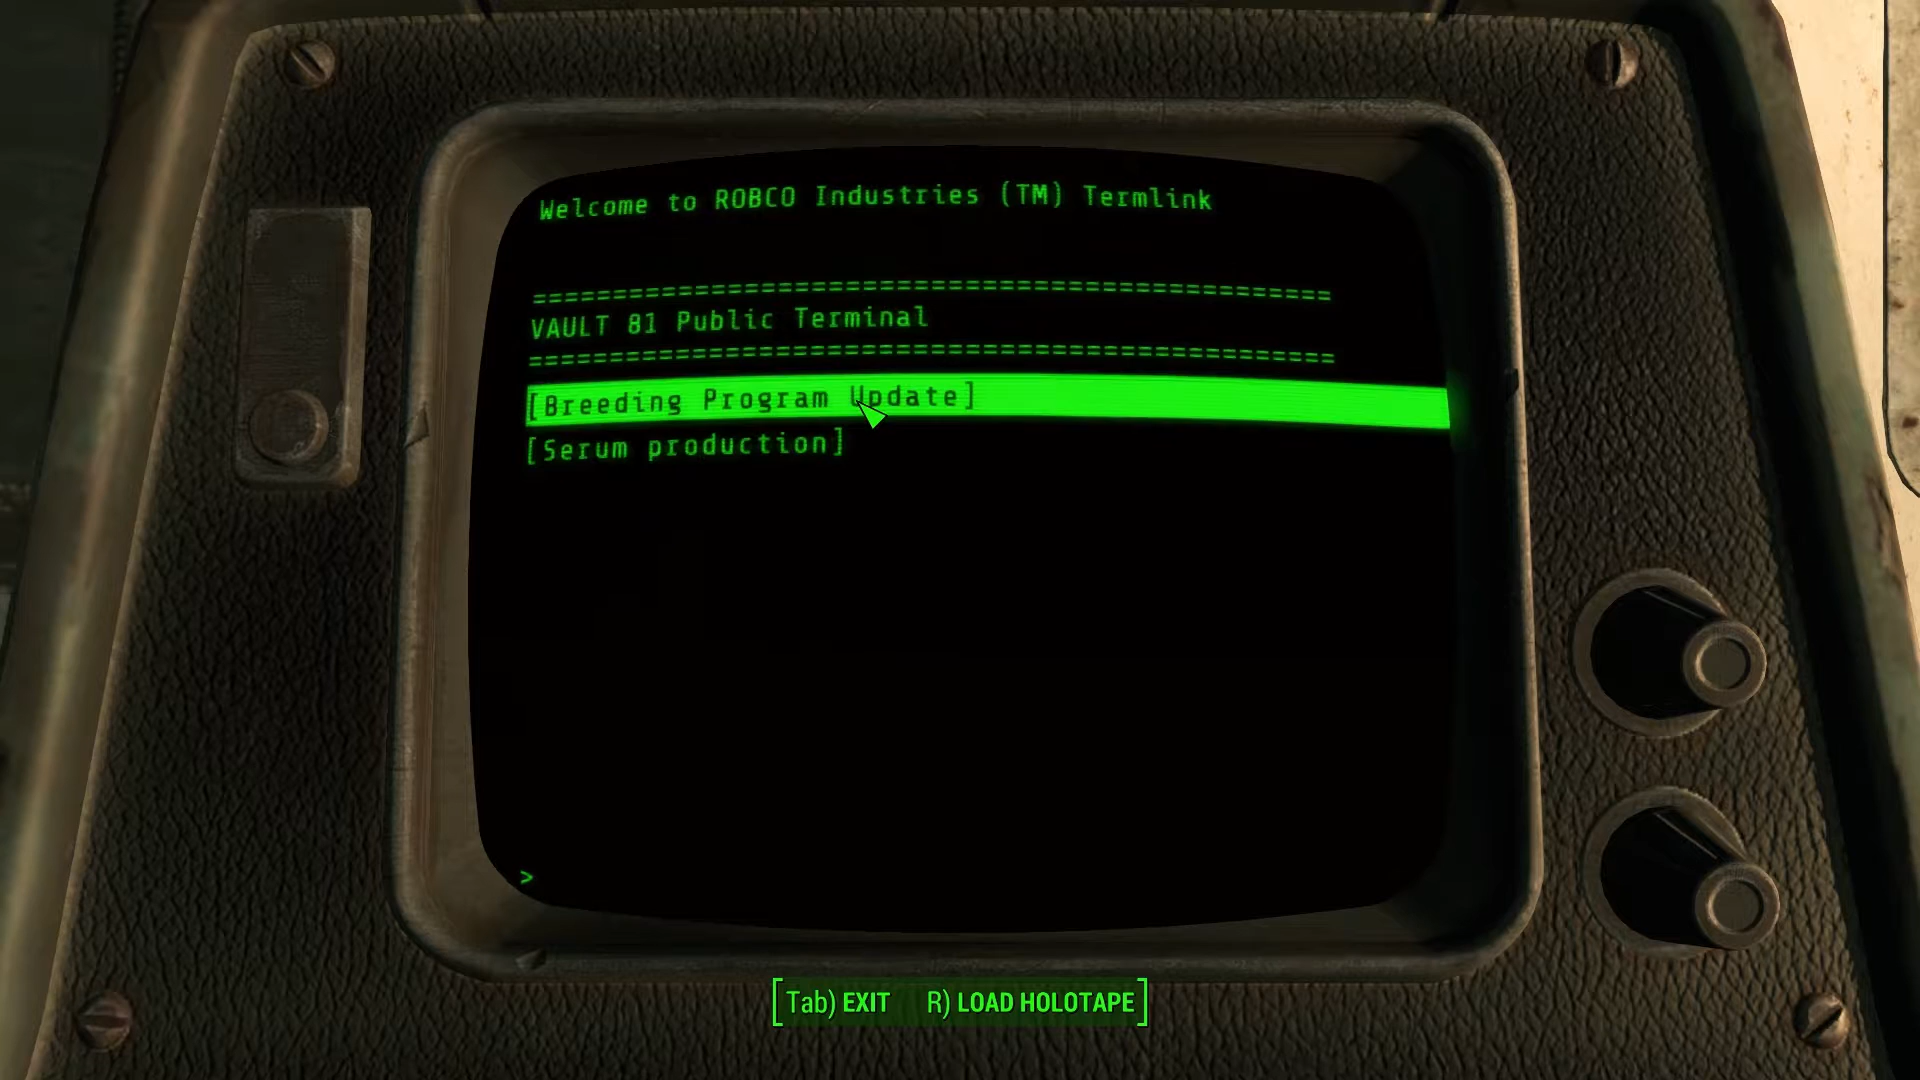 Welcome to ROBCO Industries (TM) Termlink
==================================================
VAULT 81 Public Terminal
==================================================
[Breeding Program Update]
[Serum production]
>
[Tab) EXIT R) LOAD HOLOTAPE]